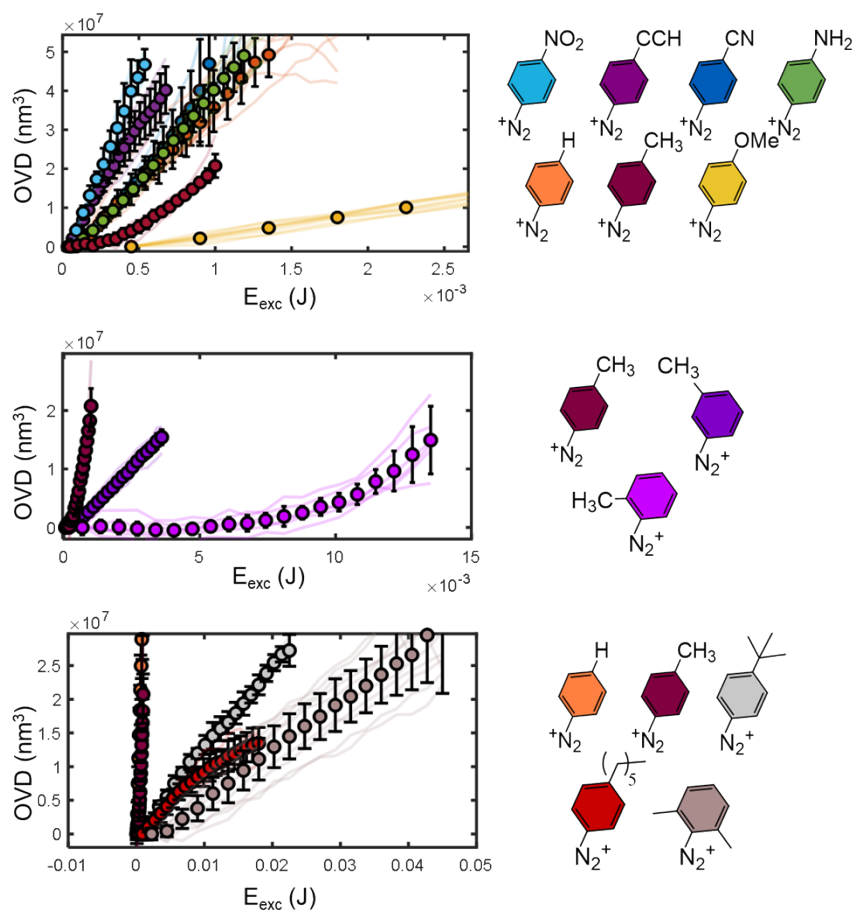 ×10⁷
5
4
3
2
1
0
OVD (nm³)
0
0.5
1
1.5
2
2.5
E_exc (J)
×10⁻³
NO₂
CCH
CN
NH₂
⁺N₂
⁺N₂
⁺N₂
⁺N₂
H
CH₃
OMe
⁺N₂
⁺N₂
⁺N₂
×10⁷
2
1
0
OVD (nm³)
0
5
10
15
E_exc (J)
×10⁻³
CH₃
CH₃
⁺N₂
N₂⁺
H₃C
N₂⁺
×10⁷
2.5
2
1.5
1
0.5
0
OVD (nm³)
-0.01
0
0.01
0.02
0.03
0.04
0.05
E_exc (J)
H
CH₃
⁺N₂
⁺N₂
N₂⁺
( )₅
N₂⁺
N₂⁺